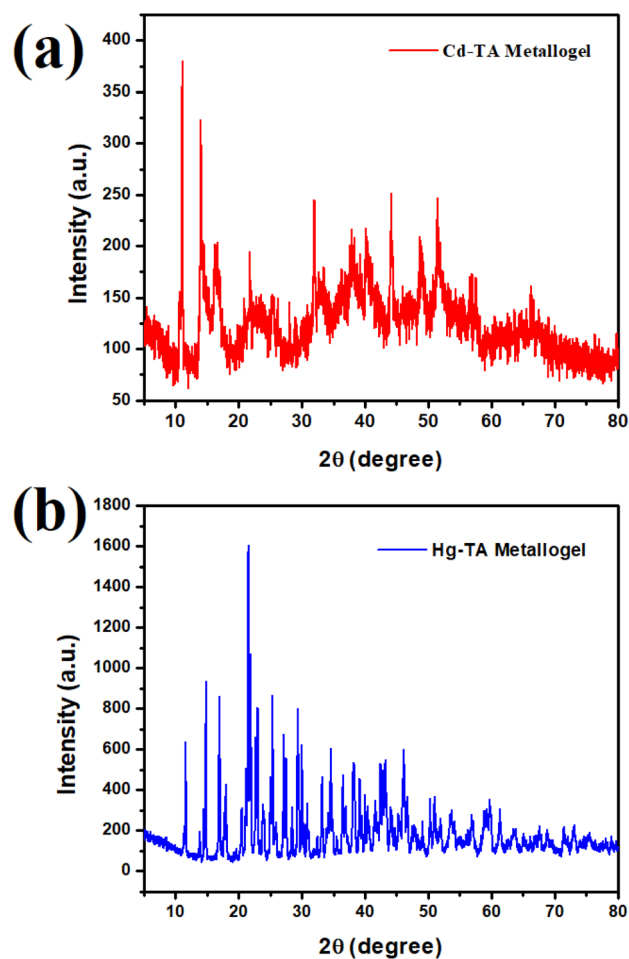 (a)
Cd-TA Metallogel
Intensity (a.u.)
400
350
300
250
200
150
100
50
10 20 30 40 50 60 70 80
2θ (degree)
(b)
Hg-TA Metallogel
Intensity (a.u.)
1800
1600
1400
1200
1000
800
600
400
200
0
10 20 30 40 50 60 70 80
2θ (degree)